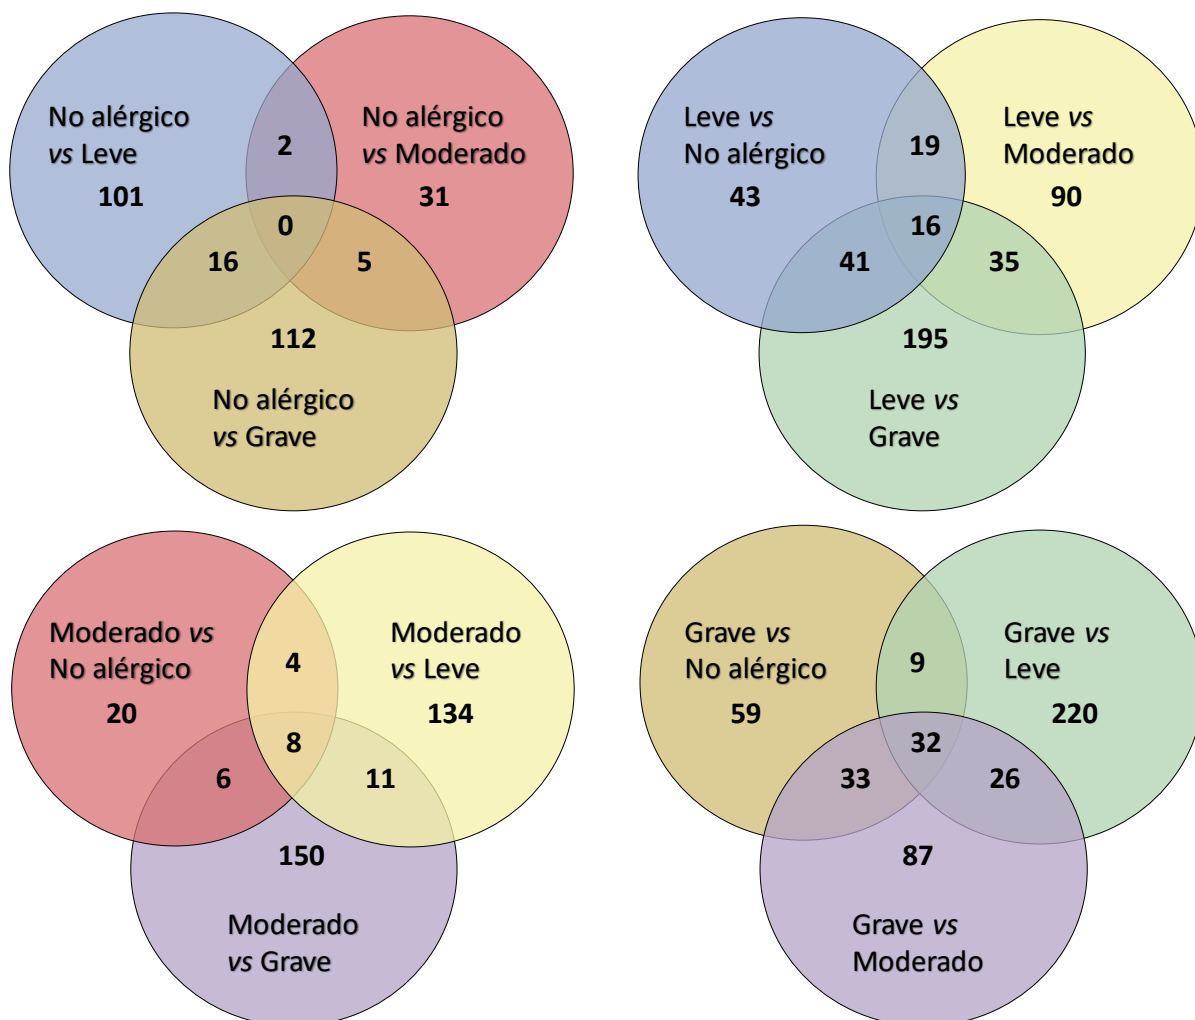 No alérgico
vs Leve
101
2
No alérgico
vs Moderado
31
0
16
5
112
No alérgico
vs Grave
Leve vs
No alérgico
43
19
Leve vs
Moderado
90
16
41
35
195
Leve vs
Grave
Moderado vs
No alérgico
20
4
Moderado
vs Leve
134
8
6
11
150
Moderado
vs Grave
Grave vs
No alérgico
59
9
Grave vs
Leve
220
32
33
26
87
Grave vs
Moderado